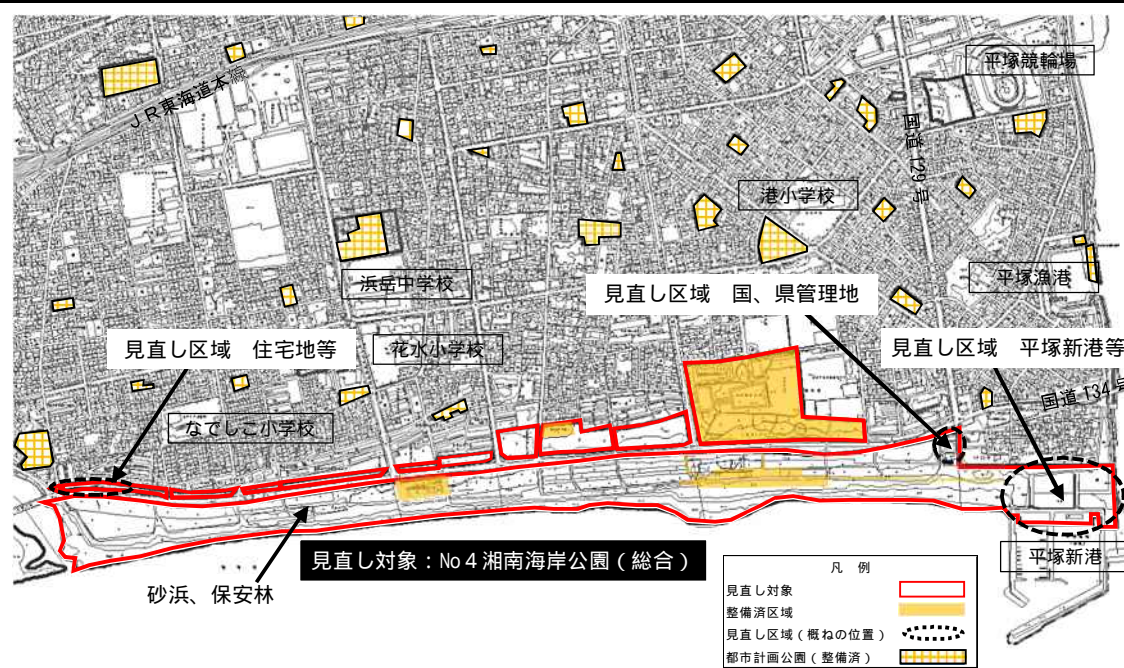 JR東海道本線
平塚競輪場
国道129号
港小学校
浜岳中学校
平塚漁港
見直し区域 国、県管理地
見直し区域 住宅地等
花水小学校
見直し区域 平塚新港等
国道134号
なでしこ小学校
見直し対象：No4湘南海岸公園（総合）
平塚新港
砂浜、保安林
凡 例
見直し対象
整備済区域
見直し区域（概ねの位置）
都市計画公園（整備済）